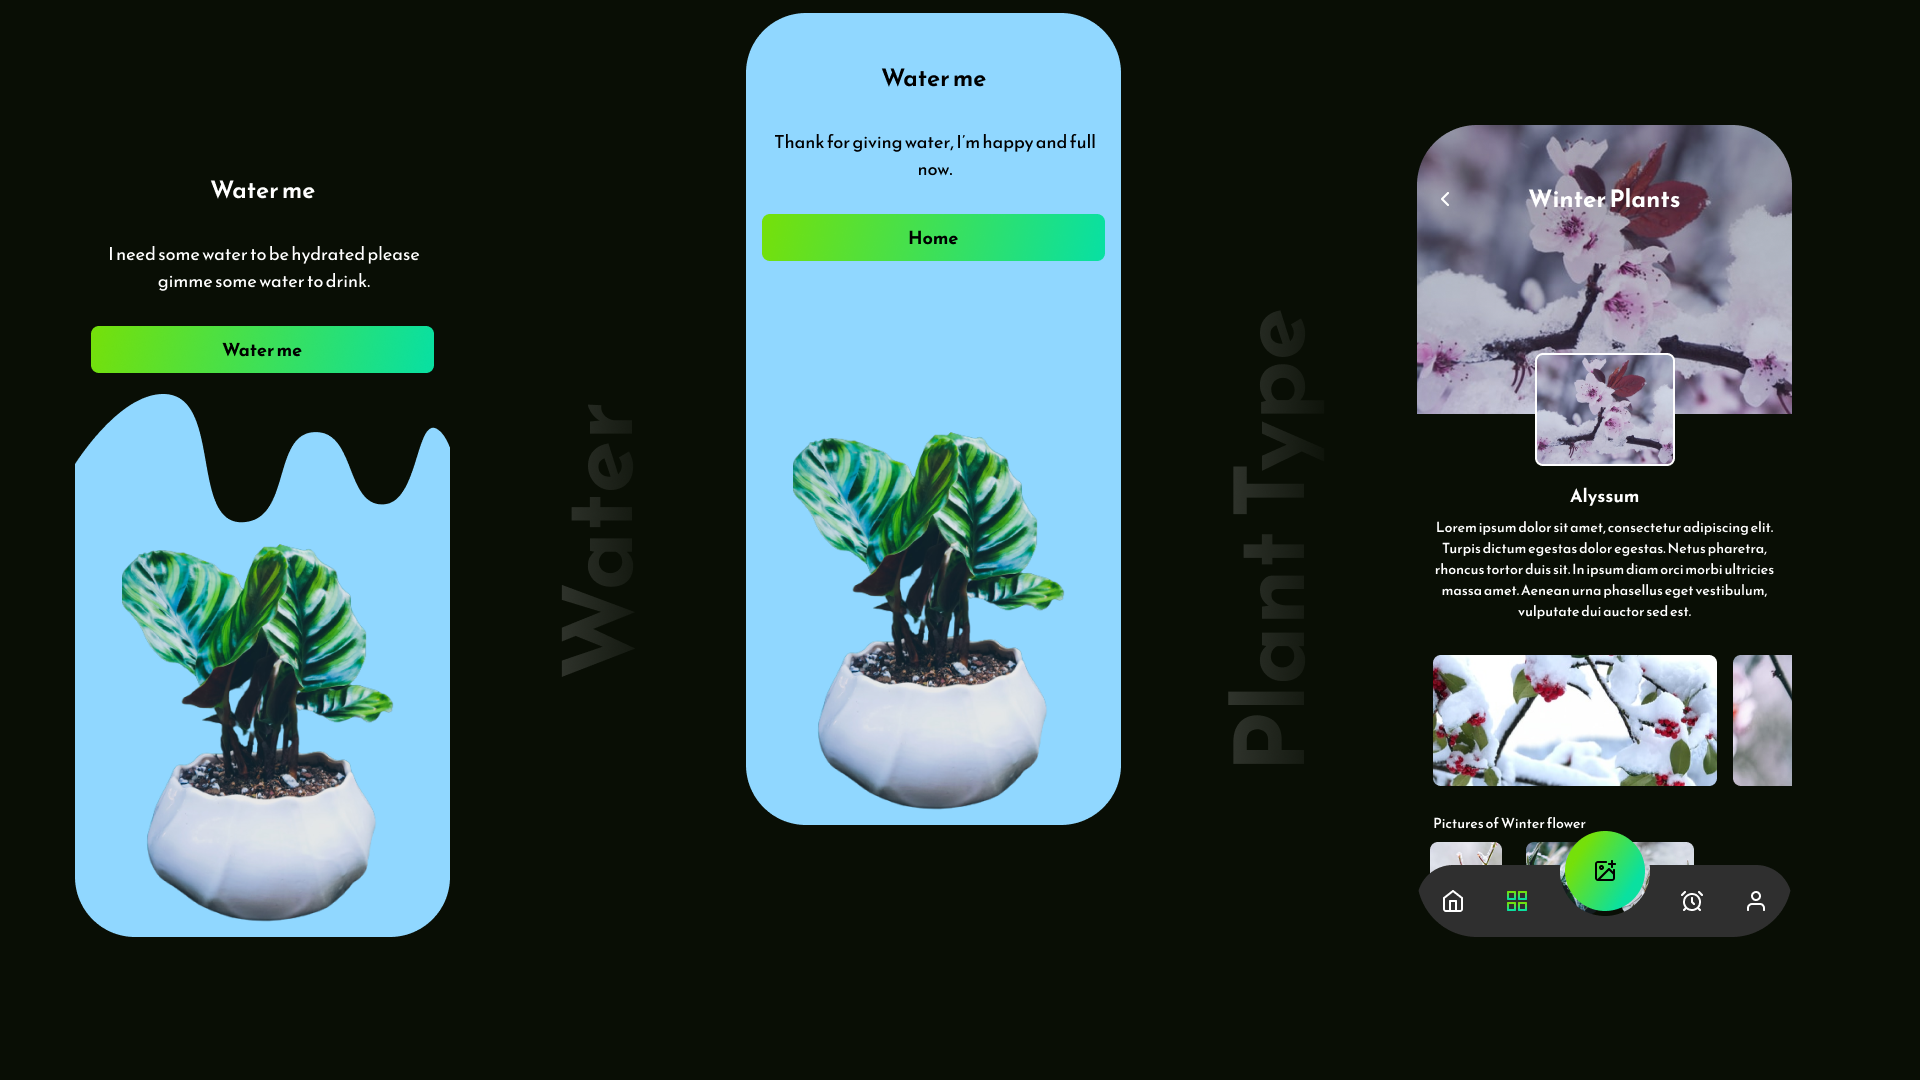 Water me
I need some water to be hydrated please
gimme some water to drink.
Water me
Water
Water me
Thank for giving water, I'm happy and full
now.
Home
Plant Type
Winter Plants
Alyssum
Lorem ipsum dolor sit amet, consectetur adipiscing elit.
Turpis dictum egestas dolor egestas. Netus pharetra,
rhoncus tortor duis sit. In ipsum diam orci morbi ultricies
massa amet. Aenean urna phasellus eget vestibulum,
vulputate dui auctor sed est.
Pictures of Winter flower